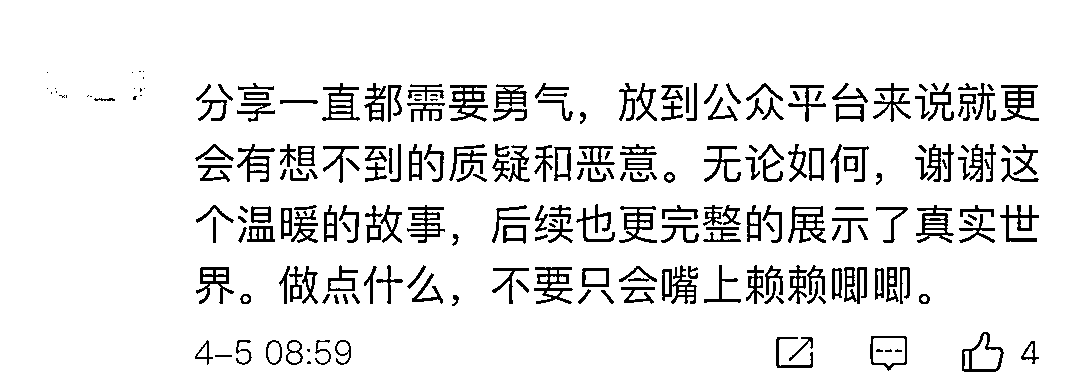 分享一直都需要勇气，放到公众平台来说就更
会有想不到的质疑和恶意。无论如何，谢谢这
个温暖的故事，后续也更完整的展示了真实世
界。做点什么，不要只会嘴上赖赖唧唧。
4-5 08:59 4